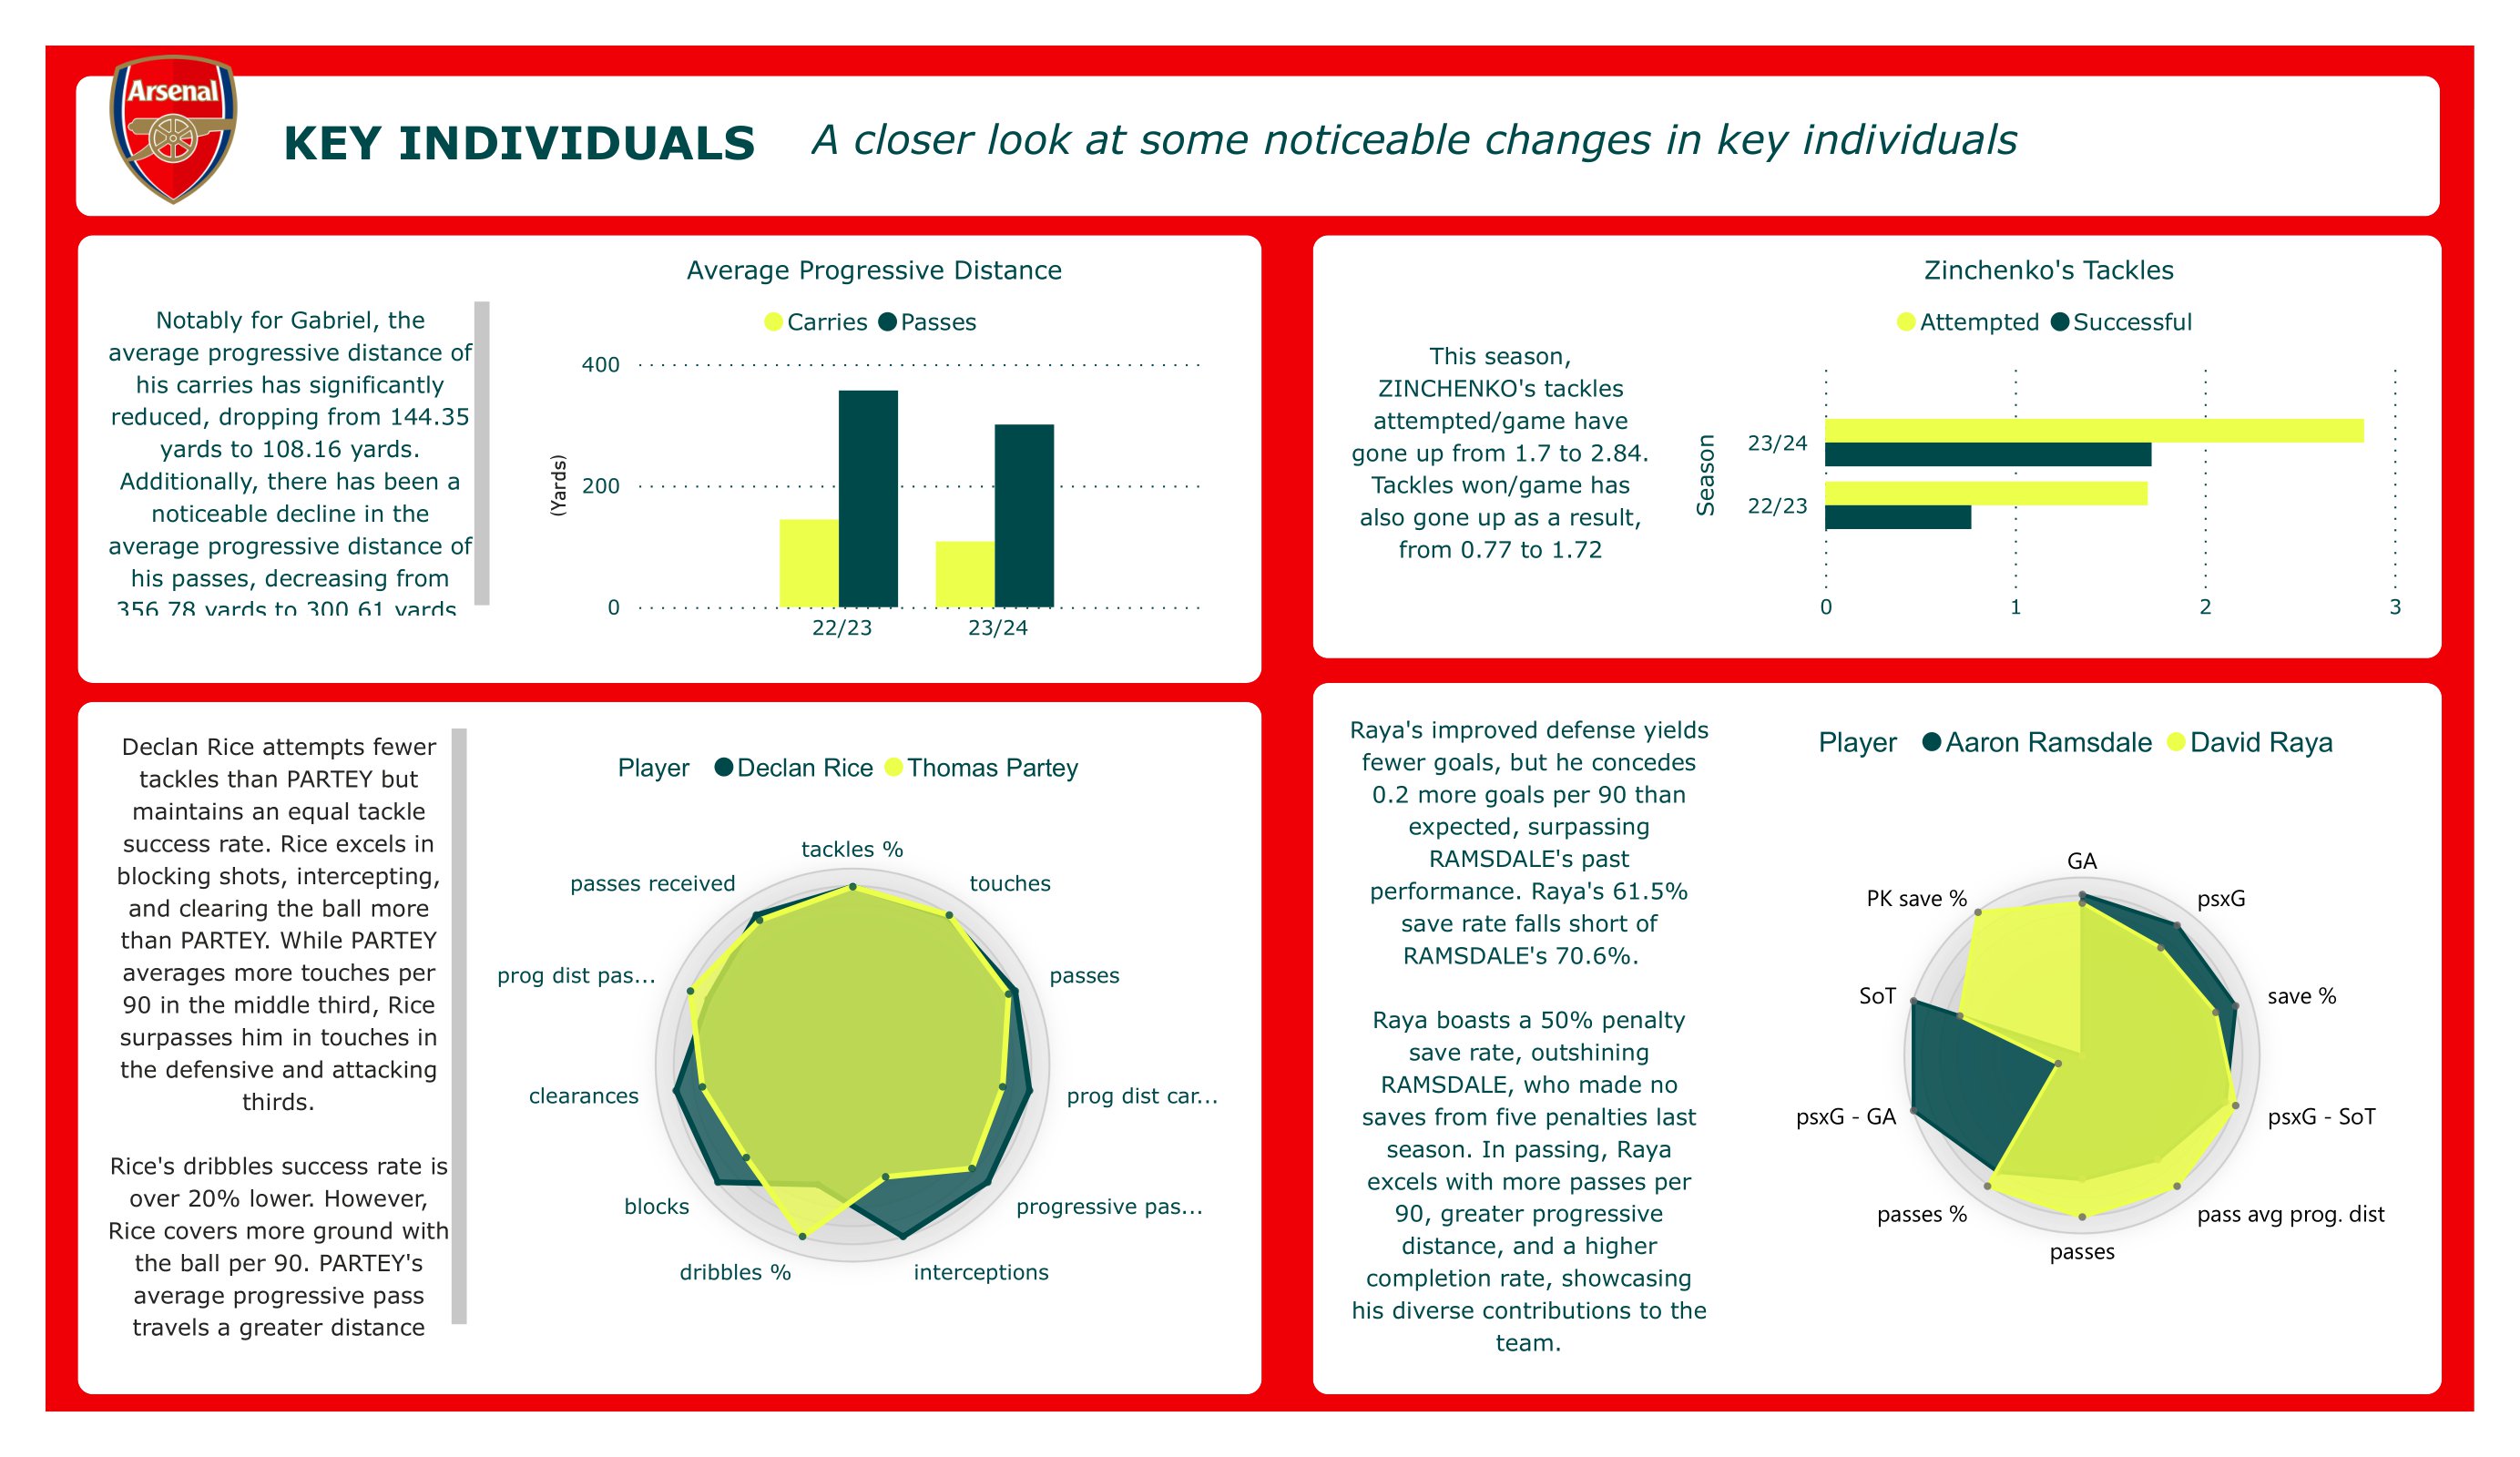 Arsenal
KEY INDIVIDUALS
A closer look at some noticeable changes in key individuals
Notably for Gabriel, the
average progressive distance of
his carries has significantly
reduced, dropping from 144.35
yards to 108.16 yards.
Additionally, there has been a
noticeable decline in the
average progressive distance of
his passes, decreasing from
356.78 yards to 300.61 yards
Average Progressive Distance
Carries Passes
(Yards)
400
200
0
22/23 23/24
This season,
ZINCHENKO's tackles
attempted/game have
gone up from 1.7 to 2.84.
Tackles won/game has
also gone up as a result,
from 0.77 to 1.72
Zinchenko's Tackles
Attempted Successful
Season
23/24
22/23
0 1 2 3
Declan Rice attempts fewer
tackles than PARTEY but
maintains an equal tackle
success rate. Rice excels in
blocking shots, intercepting,
and clearing the ball more
than PARTEY. While PARTEY
averages more touches per
90 in the middle third, Rice
surpasses him in touches in
the defensive and attacking
thirds.
Rice's dribbles success rate is
over 20% lower. However,
Rice covers more ground with
the ball per 90. PARTEY's
average progressive pass
travels a greater distance
Player Declan Rice Thomas Partey
tackles %
touches
passes
prog dist car...
progressive pas...
interceptions
dribbles %
blocks
clearances
prog dist pas...
passes received
Raya's improved defense yields
fewer goals, but he concedes
0.2 more goals per 90 than
expected, surpassing
RAMSDALE's past
performance. Raya's 61.5%
save rate falls short of
RAMSDALE's 70.6%.
Raya boasts a 50% penalty
save rate, outshining
RAMSDALE, who made no
saves from five penalties last
season. In passing, Raya
excels with more passes per
90, greater progressive
distance, and a higher
completion rate, showcasing
his diverse contributions to the
team.
Player Aaron Ramsdale David Raya
GA
psxG
save %
psxG - SoT
pass avg prog. dist
passes
passes %
psxG - GA
SoT
PK save %